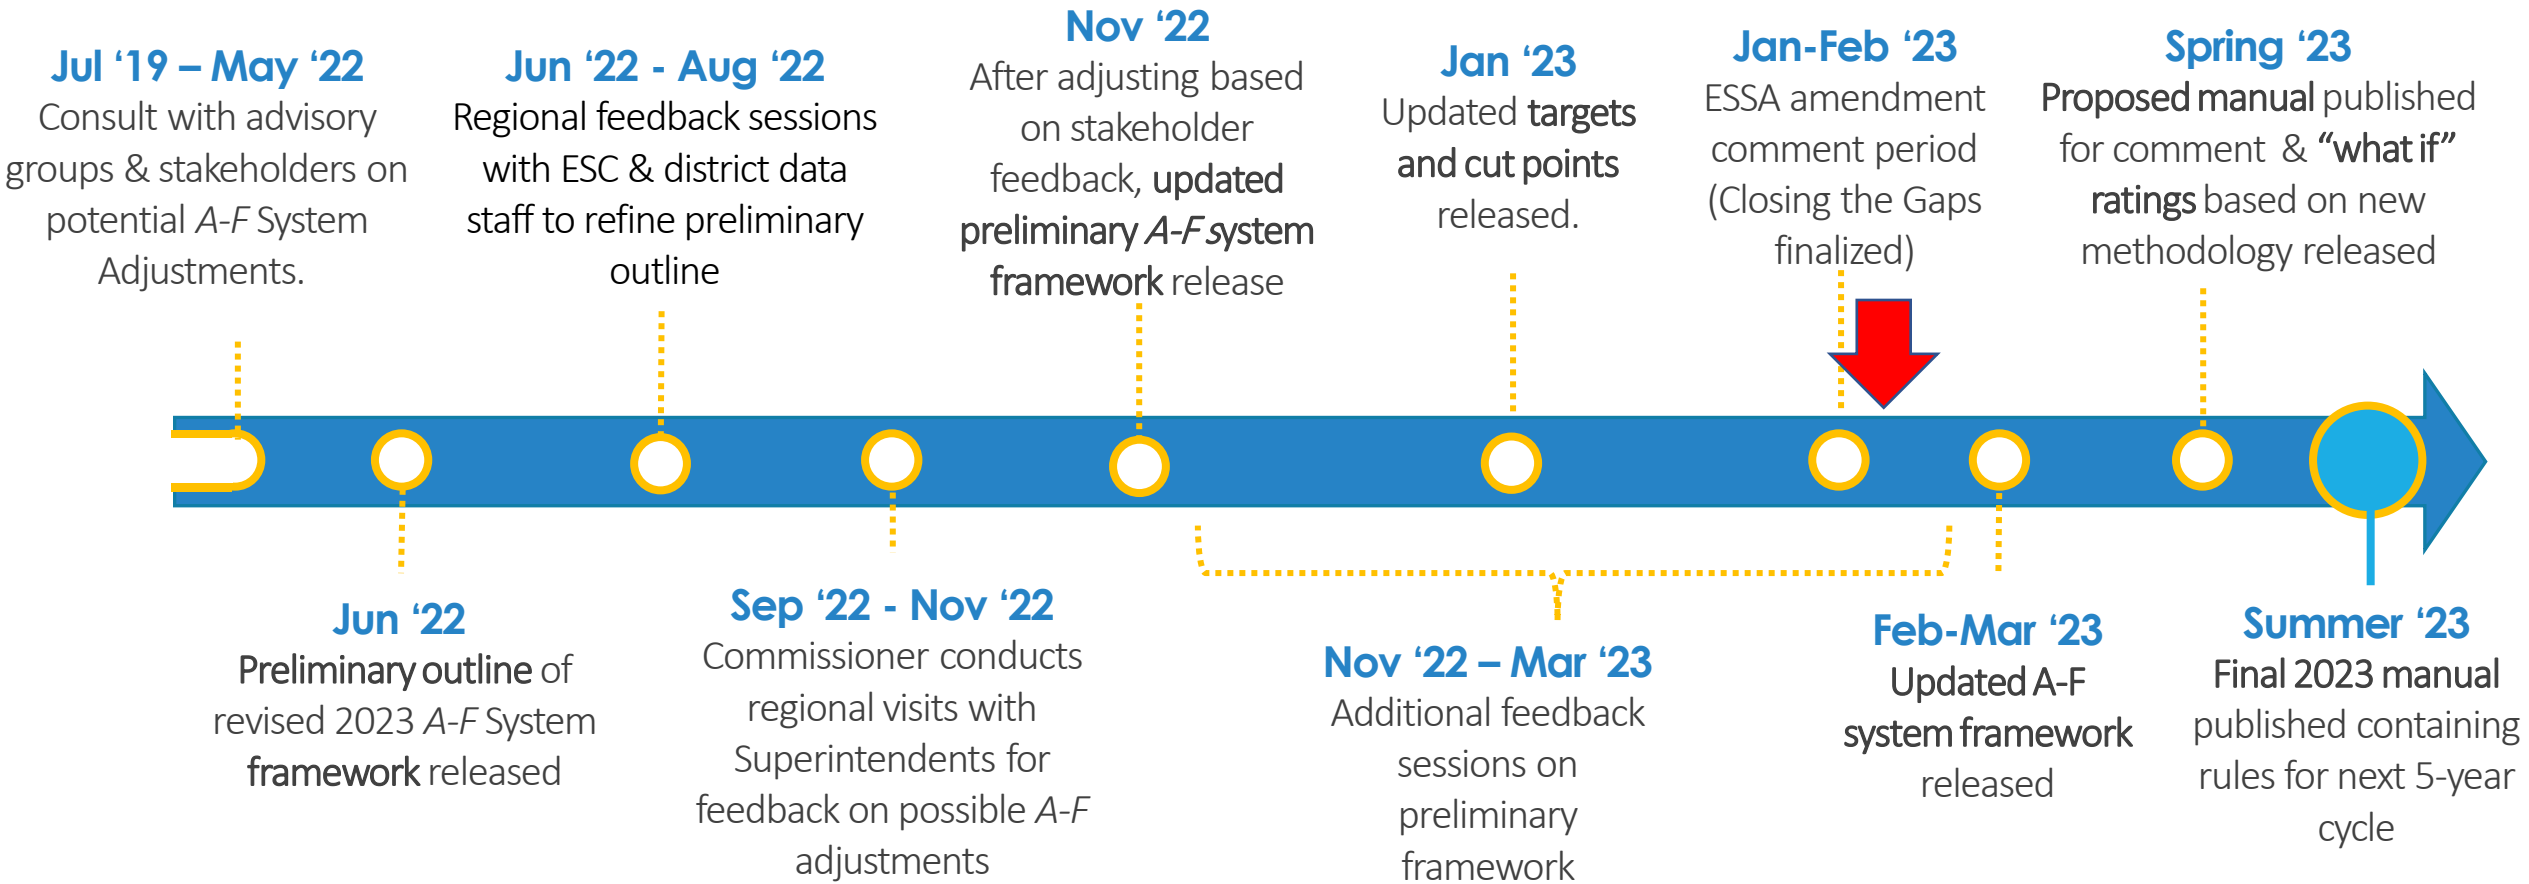 Jul ‘19 – May ‘22
Consult with advisory
groups & stakeholders on
potential A-F System
Adjustments.
Jun ‘22 - Aug ‘22
Regional feedback sessions
with ESC & district data
staff to refine preliminary
outline
Nov ‘22
After adjusting based
on stakeholder
feedback, updated
preliminary A-F system
framework release
Jan ‘23
Updated targets
and cut points
released.
Jan-Feb ‘23
ESSA amendment
comment period
(Closing the Gaps
finalized)
Spring ‘23
Proposed manual published
for comment & “what if”
ratings based on new
methodology released
Jun ‘22
Preliminary outline of
revised 2023 A-F System
framework released
Sep ‘22 - Nov ‘22
Commissioner conducts
regional visits with
Superintendents for
feedback on possible A-F
adjustments
Nov ‘22 – Mar ‘23
Additional feedback
sessions on
preliminary
framework
Feb-Mar ‘23
Updated A-F
system framework
released
Summer ‘23
Final 2023 manual
published containing
rules for next 5-year
cycle